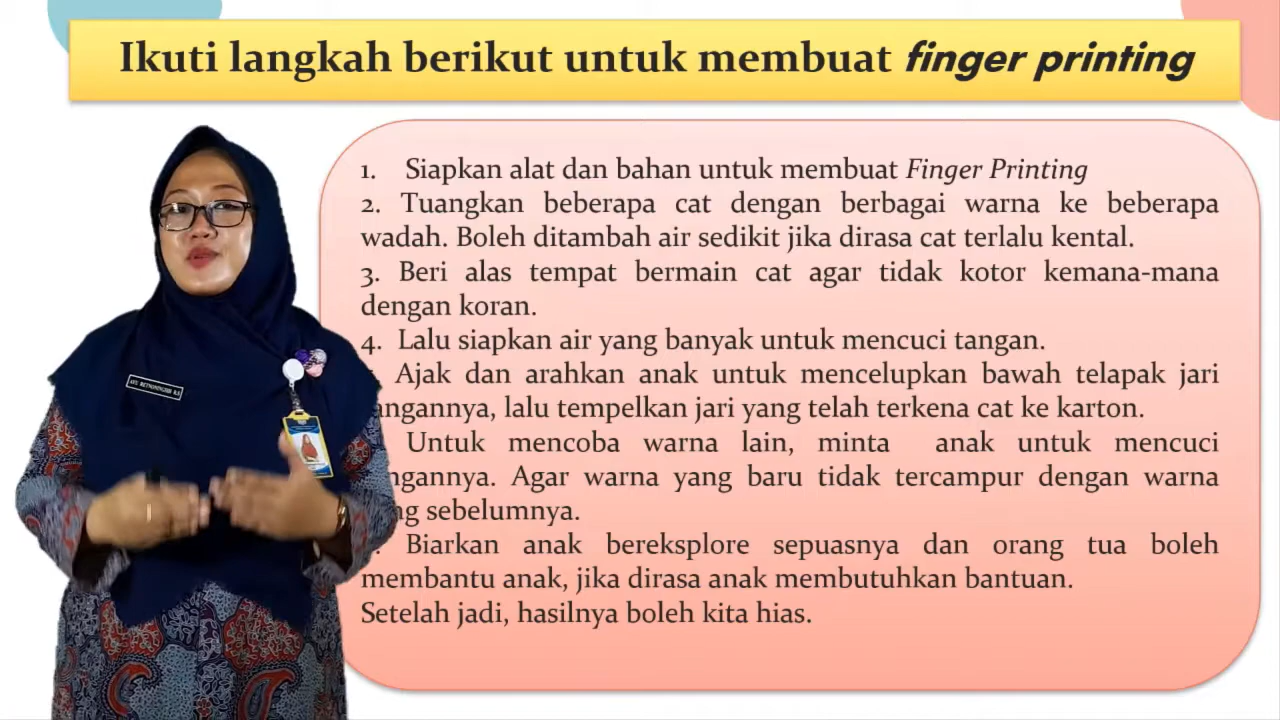 Ikuti langkah berikut untuk membuat finger printing
1. Siapkan alat dan bahan untuk membuat Finger Printing
2. Tuangkan beberapa cat dengan berbagai warna ke beberapa
wadah. Boleh ditambah air sedikit jika dirasa cat terlalu kental.
3. Beri alas tempat bermain cat agar tidak kotor kemana-mana
dengan koran.
4. Lalu siapkan air yang banyak untuk mencuci tangan.
Ajak dan arahkan anak untuk mencelupkan bawah telapak jari
lalu tempelkan jari yang telah terkena cat ke karton.
Untuk mencoba warna lain, minta anak untuk mencuci
Agar warna yang baru tidak tercampur dengan warna
sebelumnya.
Biarkan anak bereksplore sepuasnya dan orang tua boleh
membantu anak, jika dirasa anak membutuhkan bantuan.
Setelah jadi, hasilnya boleh kita hias.